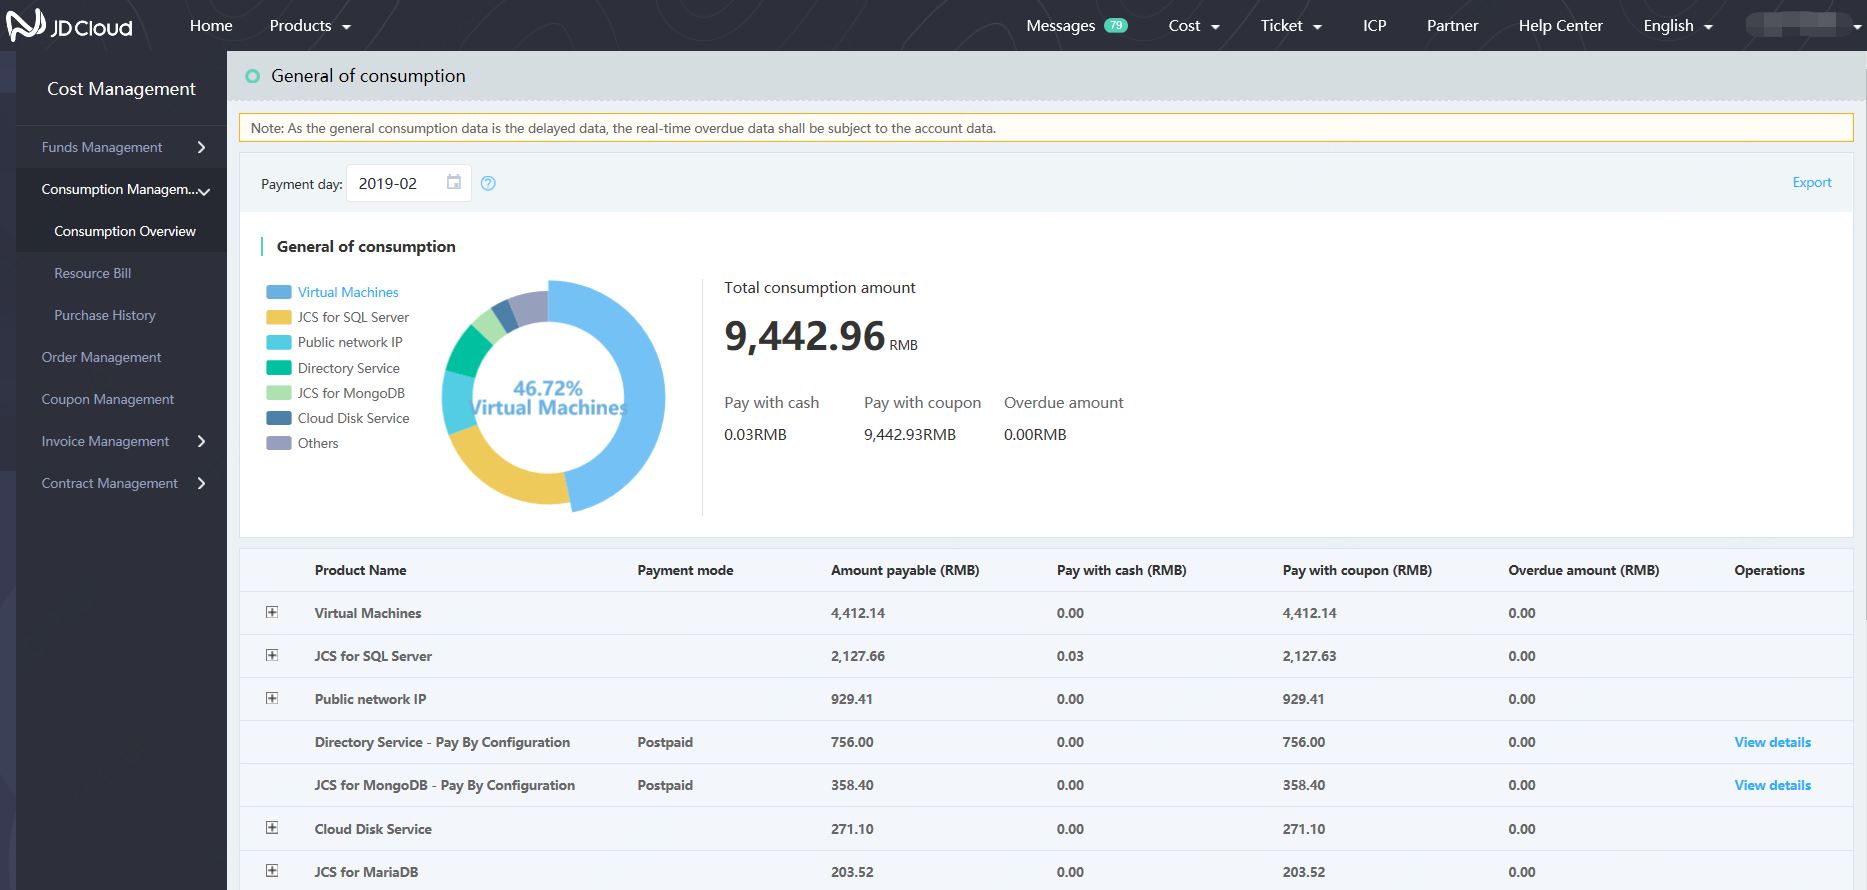 JD Cloud
Home
Products
Messages 79
Cost
Ticket
ICP
Partner
Help Center
English
Cost Management
Funds Management
Consumption Managem...
Consumption Overview
Resource Bill
Purchase History
Order Management
Coupon Management
Invoice Management
Contract Management
General of consumption
Note: As the general consumption data is the delayed data, the real-time overdue data shall be subject to the account data.
Payment day: 2019-02 ?
Export
General of consumption
Virtual Machines
JCS for SQL Server
Public network IP
Directory Service
JCS for MongoDB
Cloud Disk Service
Others
46.72%
Virtual Machines
Total consumption amount
9,442.96 RMB
Pay with cash Pay with coupon Overdue amount
0.03RMB 9,442.93RMB 0.00RMB
Product Name Payment mode Amount payable (RMB) Pay with cash (RMB) Pay with coupon (RMB) Overdue amount (RMB) Operations
Virtual Machines 4,412.14 0.00 4,412.14 0.00
JCS for SQL Server 2,127.66 0.03 2,127.63 0.00
Public network IP 929.41 0.00 929.41 0.00
Directory Service - Pay By Configuration Postpaid 756.00 0.00 756.00 0.00 View details
JCS for MongoDB - Pay By Configuration Postpaid 358.40 0.00 358.40 0.00 View details
Cloud Disk Service 271.10 0.00 271.10 0.00
JCS for MariaDB 203.52 0.00 203.52 0.00